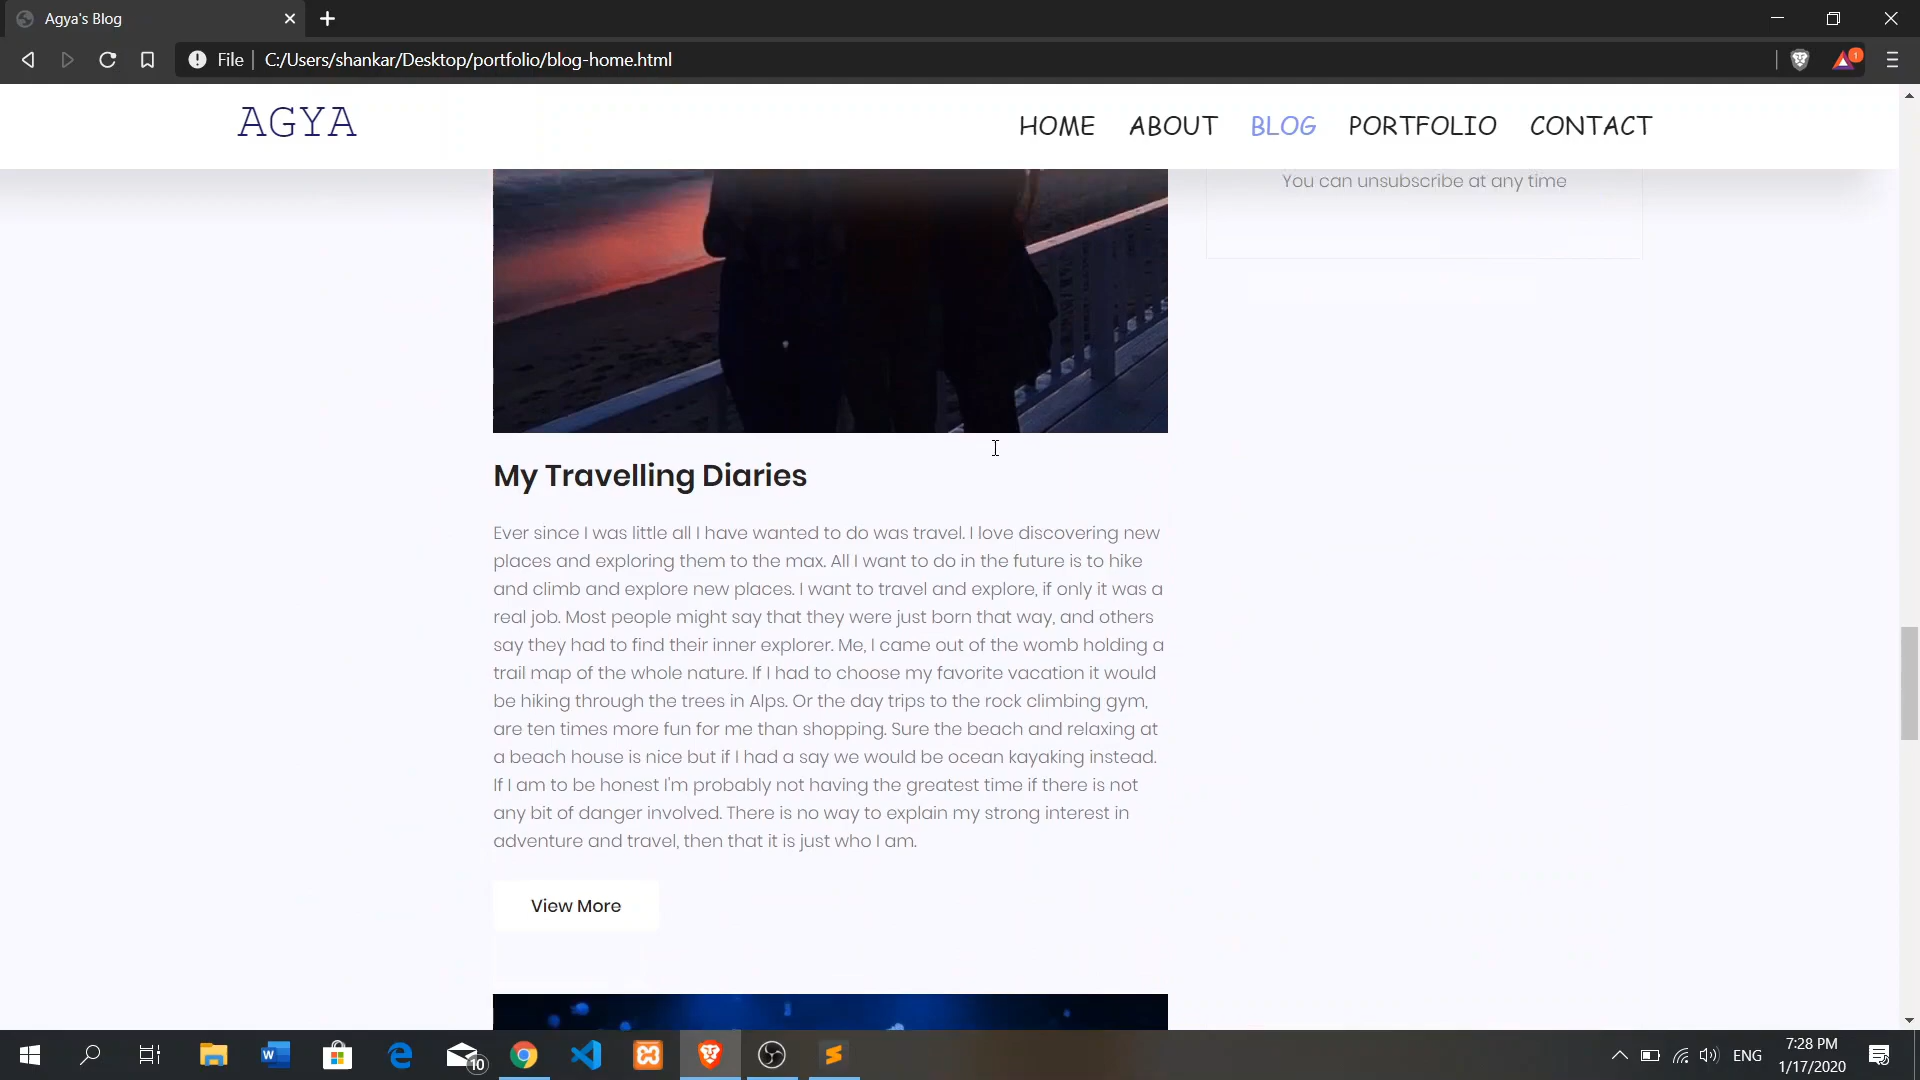 Agya's Blog
File C:/Users/shankar/Desktop/portfolio/blog-home.html
1
AGYA
HOME ABOUT BLOG PORTFOLIO CONTACT
You can unsubscribe at any time
My Travelling Diaries
Ever since I was little all I have wanted to do was travel. I love discovering new
places and exploring them to the max. All I want to do in the future is to hike
and climb and explore new places. I want to travel and explore, if only it was a
real job. Most people might say that they were just born that way, and others
say they had to find their inner explorer. Me, I came out of the womb holding a
trail map of the whole nature. If I had to choose my favorite vacation it would
be hiking through the trees in Alps. Or the day trips to the rock climbing gym,
are ten times more fun for me than shopping. Sure the beach and relaxing at
a beach house is nice but if I had a say we would be ocean kayaking instead.
If I am to be honest I'm probably not having the greatest time if there is not
any bit of danger involved. There is no way to explain my strong interest in
adventure and travel, then that it is just who I am.
View More
10
ENG
7:28 PM
1/17/2020